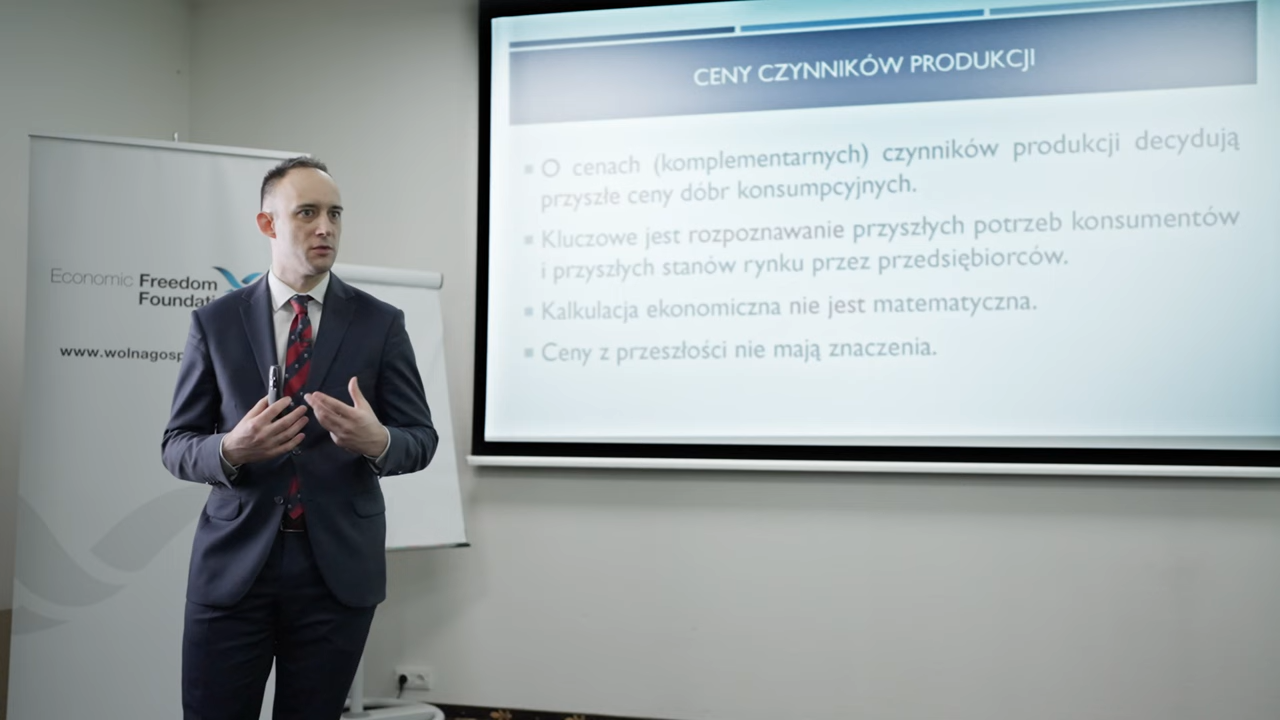 CENY CZYNNIKÓW PRODUKCJI
▪ O cenach (komplementarnych) czynników produkcji decydują
przyszłe ceny dóbr konsumpcyjnych.
▪ Kluczowe jest rozpoznawanie przyszłych potrzeb konsumentów
i przyszłych stanów rynku przez przedsiębiorców.
▪ Kalkulacja ekonomiczna nie jest matematyczna.
▪ Ceny z przeszłości nie mają znaczenia.
Economic Freedom
Foundati
www.wolnagosp